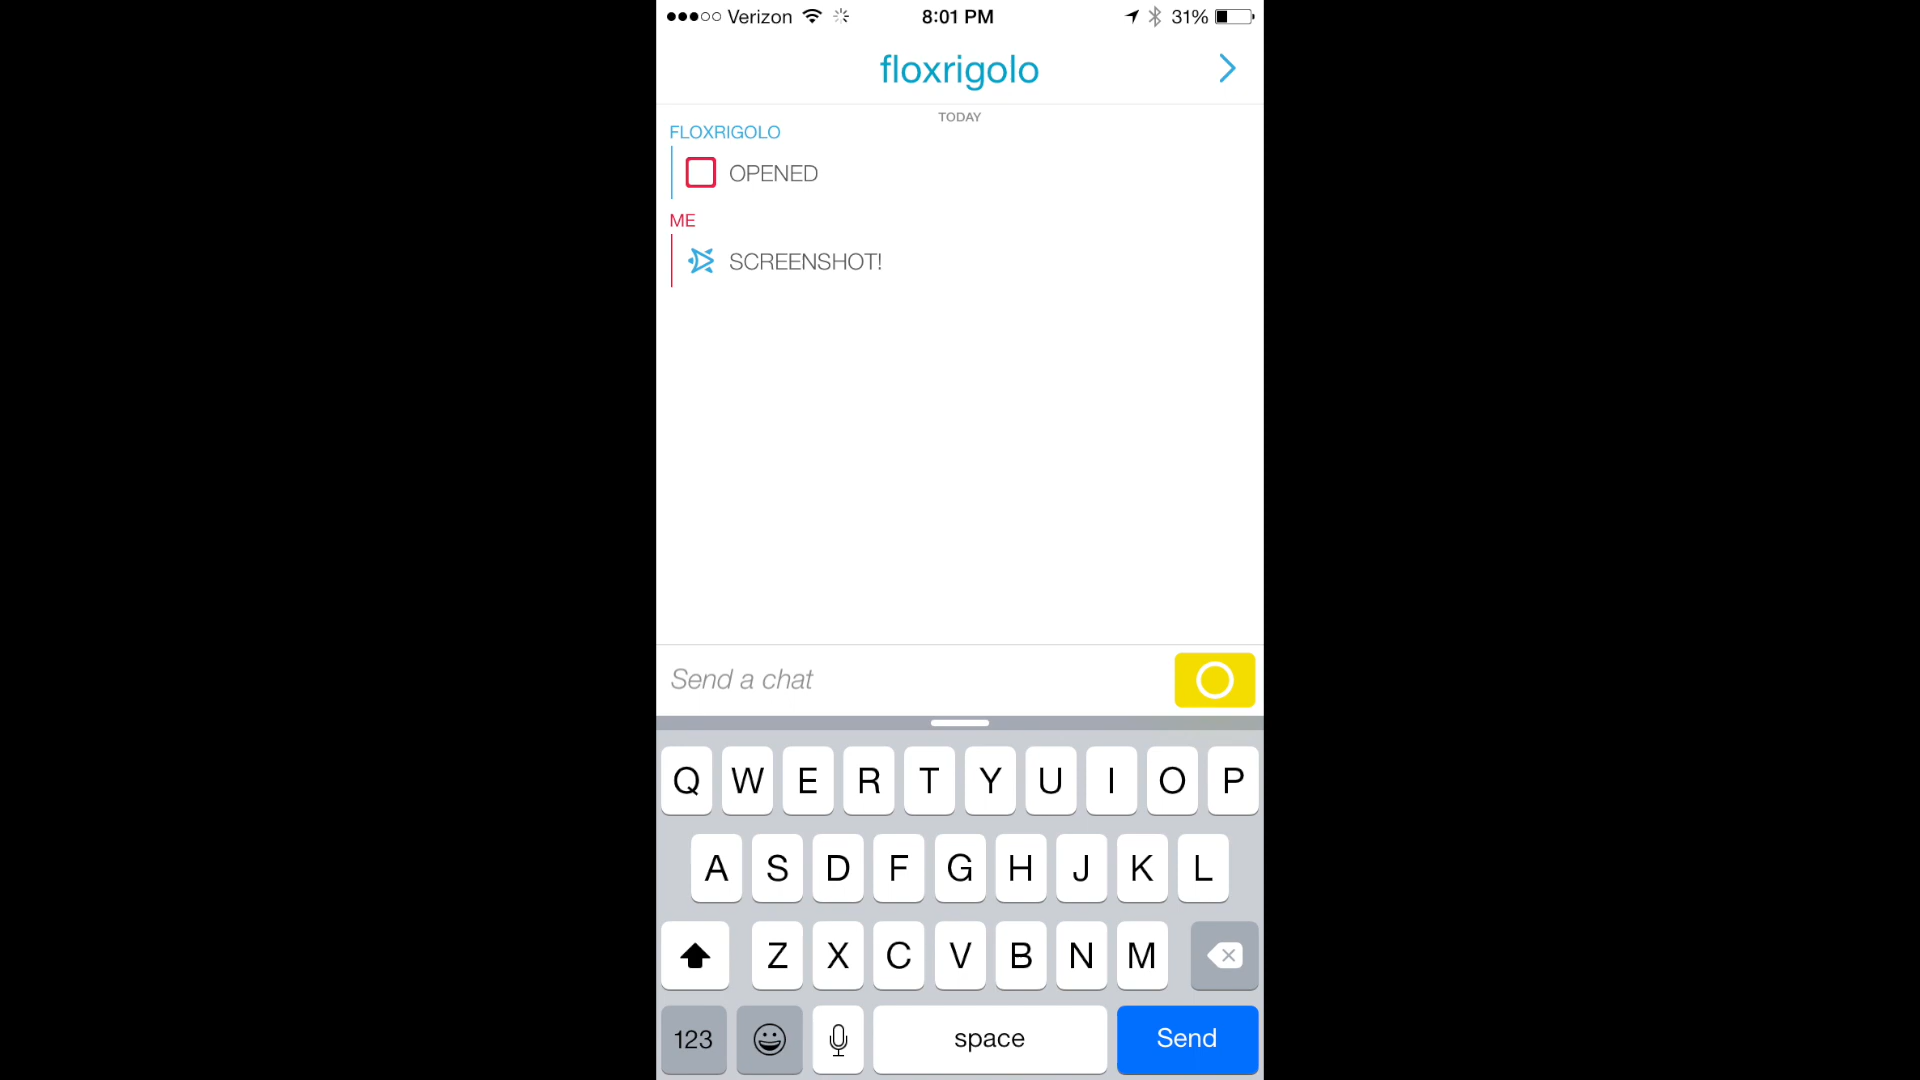 Verizon 8:01 PM 31%
floxrigolo
TODAY
FLOXRIGOLO
OPENED
ME
SCREENSHOT!
Send a chat
Q W E R T Y U I O P
A S D F G H J K L
Z X C V B N M
123 space Send